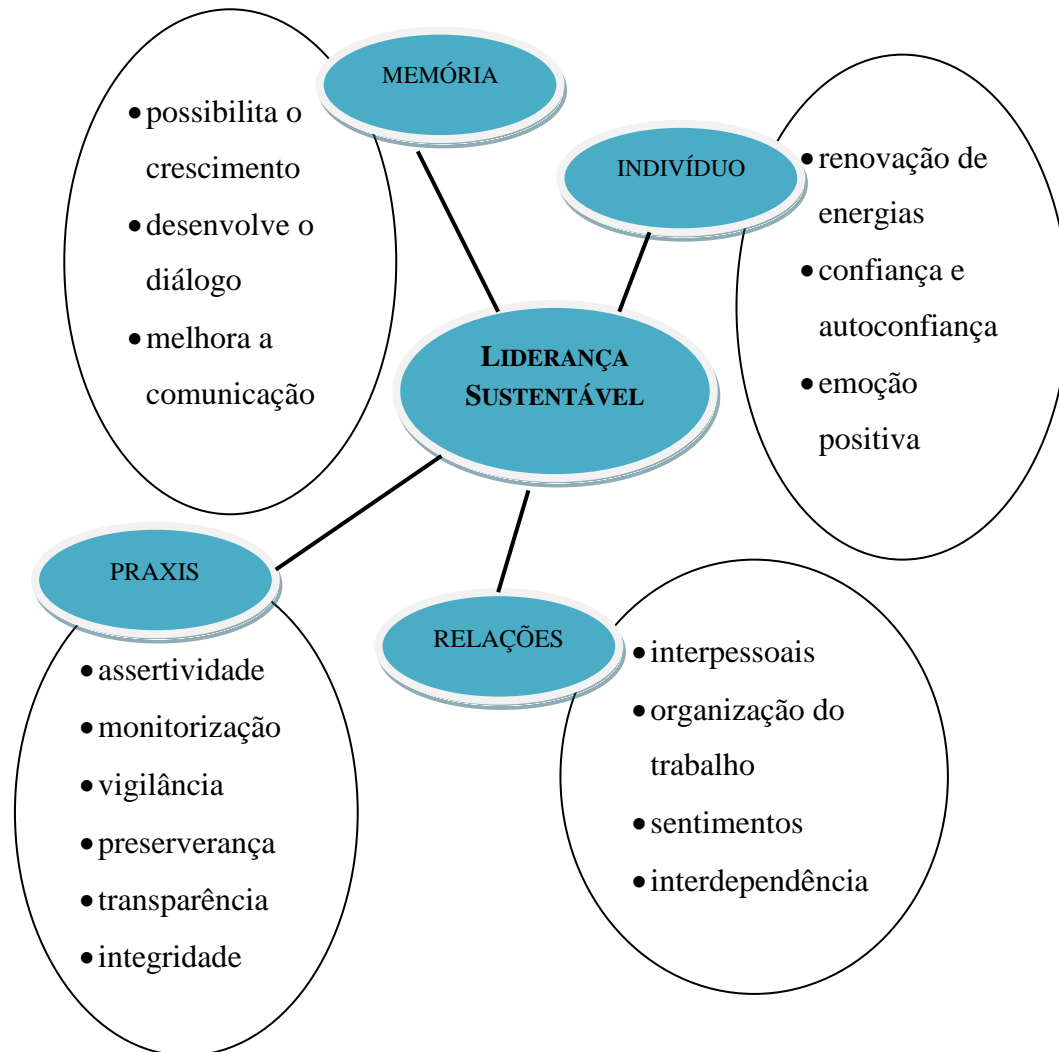 MEMÓRIA
• possibilita o
crescimento
• desenvolve o
diálogo
• melhora a
comunicação
INDIVÍDUO
• renovação de
energias
• confiança e
autoconfiança
• emoção
positiva
LIDERANÇA
SUSTENTÁVEL
PRAXIS
• assertividade
• monitorização
• vigilância
• preserverança
• transparência
• integridade
RELAÇÕES
• interpessoais
• organização do
trabalho
• sentimentos
• interdependência